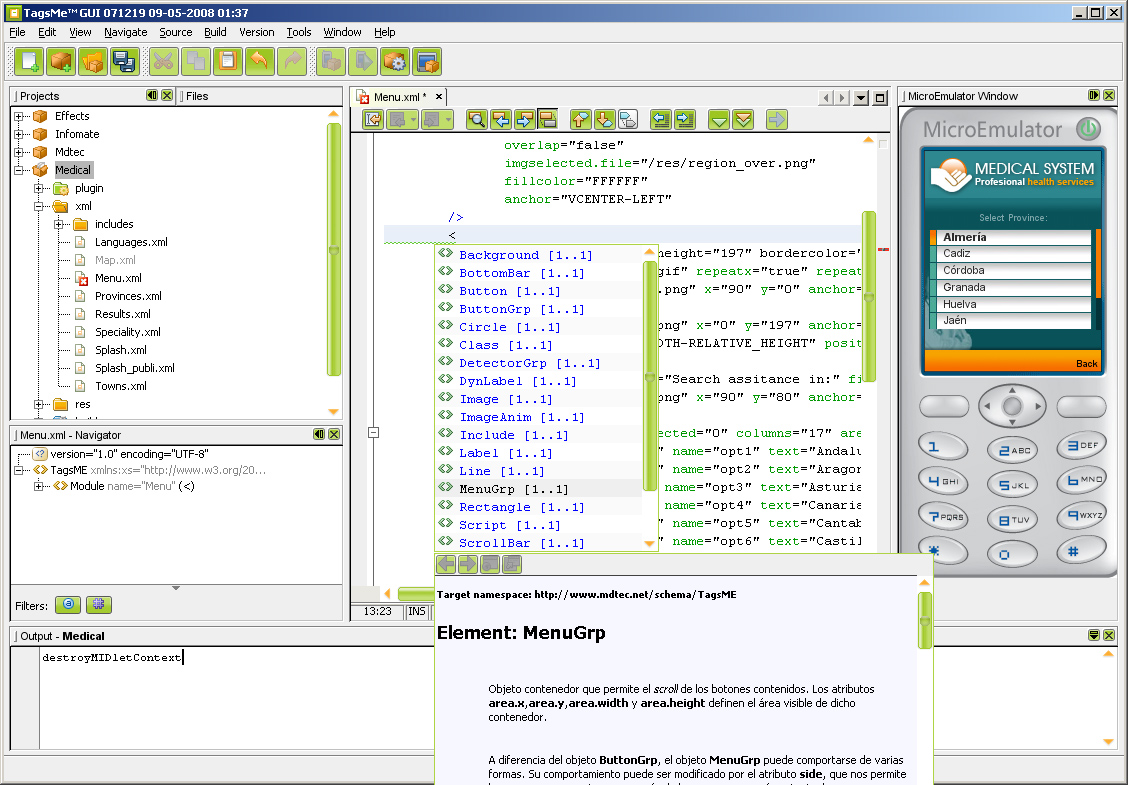 TagsMe™ GUI 071219 09-05-2008 01:37
File Edit View Navigate Source Build Version Tools Window Help
Projects
Files
Effects
Infomate
Mdtec
Medical
plugin
xml
includes
Languages.xml
Map.xml
Menu.xml
Provinces.xml
Results.xml
Speciality.xml
Splash.xml
Splash_publi.xml
Towns.xml
res
Menu.xml - Navigator
version="1.0" encoding="UTF-8"
TagsME xmlns:xs="http://www.w3.org/20...
Module name="Menu" (<)
Filters:
Menu.xml *
overlap="false"
imgselected.file="/res/region_over.png"
fillcolor="FFFFFF"
anchor="VCENTER-LEFT"
/>
<
height="197" bordercolor="
gif" repeatx="true" repeat
.png" x="90" y="0" anchor=
png" x="0" y="197" anchor=
OTH-RELATIVE_HEIGHT" posit
="Search assitance in:" fi
png" x="90" y="80" anchor=
ected="0" columns="17" are
name="opt1" text="Andalu
name="opt2" text="Aragon
name="opt3" text="Asturia
name="opt4" text="Canaria
name="opt5" text="Cantab
name="opt6" text="Castil
Background [1..1]
BottomBar [1..1]
Button [1..1]
ButtonGrp [1..1]
Circle [1..1]
Class [1..1]
DetectorGrp [1..1]
DynLabel [1..1]
Image [1..1]
ImageAnim [1..1]
Include [1..1]
Label [1..1]
Line [1..1]
MenuGrp [1..1]
Rectangle [1..1]
Script [1..1]
ScrollBar [1..1]
13:23 INS
Target namespace: http://www.mdtec.net/schema/TagsME
Element: MenuGrp
Objeto contenedor que permite el scroll de los botones contenidos. Los atributos
area.x,area.y,area.width y area.height definen el área visible de dicho
contenedor.
A diferencia del objeto ButtonGrp, el objeto MenuGrp puede comportarse de varias
formas. Su comportamiento puede ser modificado por el atributo side, que nos permite
MicroEmulator Window
MicroEmulator
MEDICAL SYSTEM
Profesional health services
Select Province:
Almería
Cadiz
Córdoba
Granada
Huelva
Jaén
Back
1 2 ABC 3 DEF
4 GHI 5 JKL 6 MNO
7 PQRS 8 TUV 9 WXYZ
* 0 #
Output - Medical
destroyMIDletContext